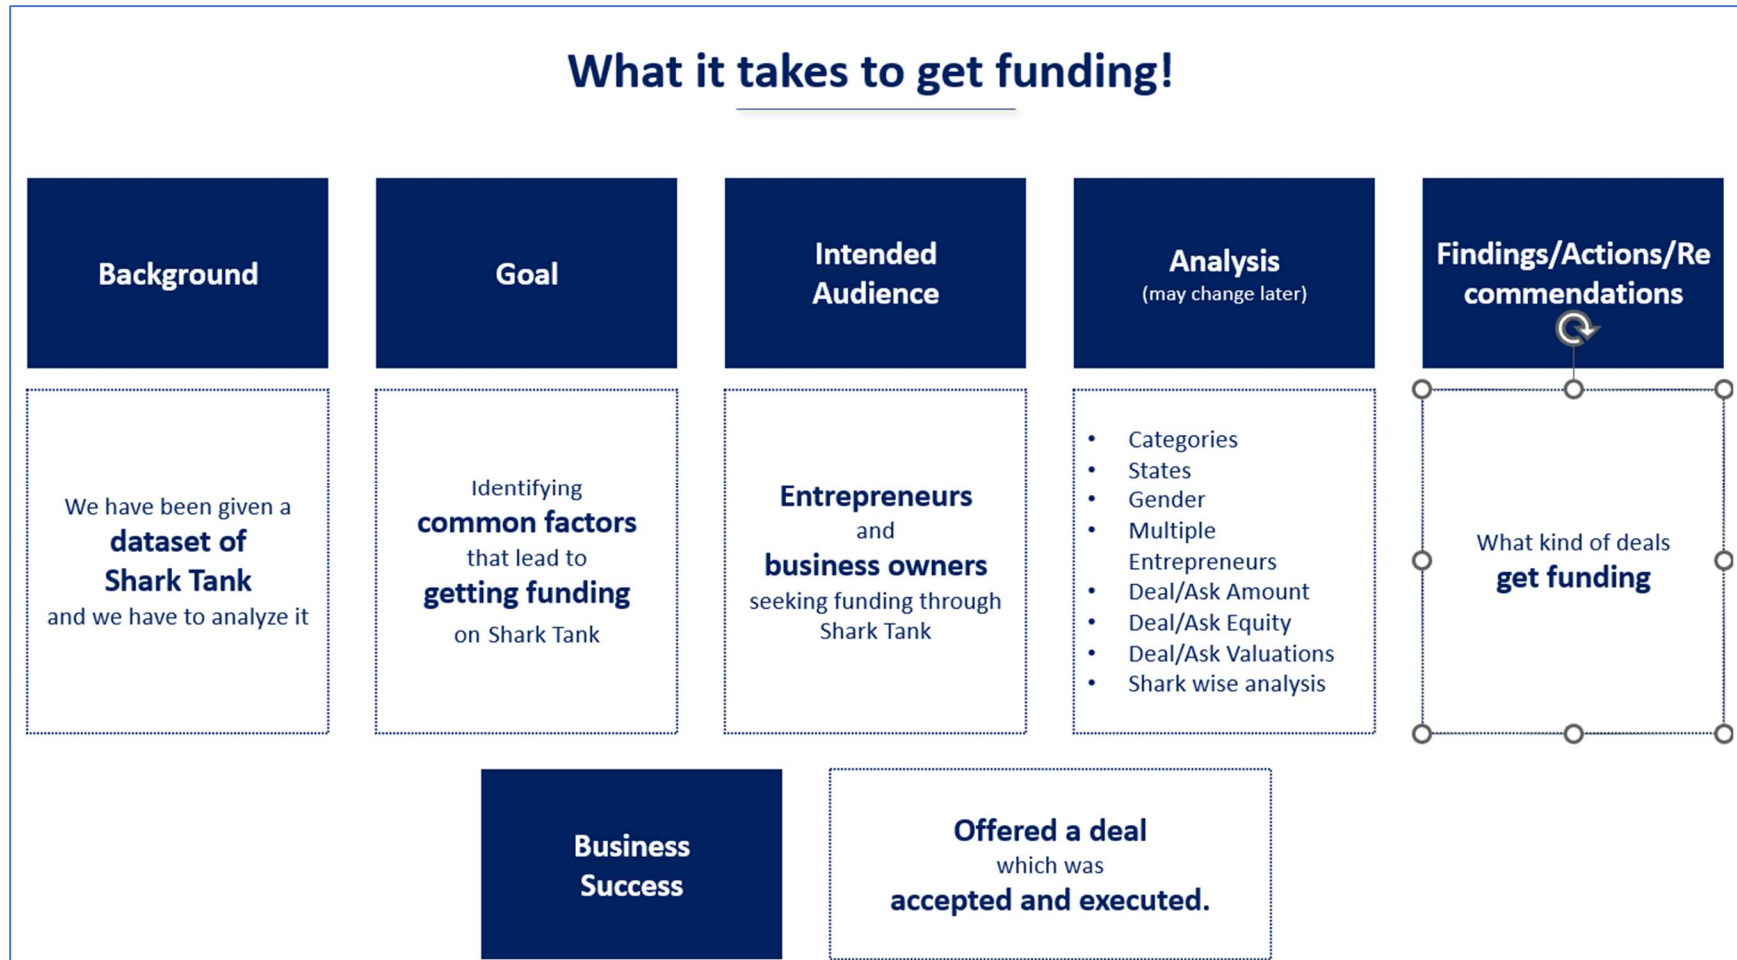 What it takes to get funding!
Background
Goal
Intended
Audience
Analysis
(may change later)
Findings/Actions/Re
commendations
We have been given a
dataset of
Shark Tank
and we have to analyze it
Identifying
common factors
that lead to
getting funding
on Shark Tank
Entrepreneurs
and
business owners
seeking funding through
Shark Tank
• Categories
• States
• Gender
• Multiple
Entrepreneurs
• Deal/Ask Amount
• Deal/Ask Equity
• Deal/Ask Valuations
• Shark wise analysis
What kind of deals
get funding
Business
Success
Offered a deal
which was
accepted and executed.